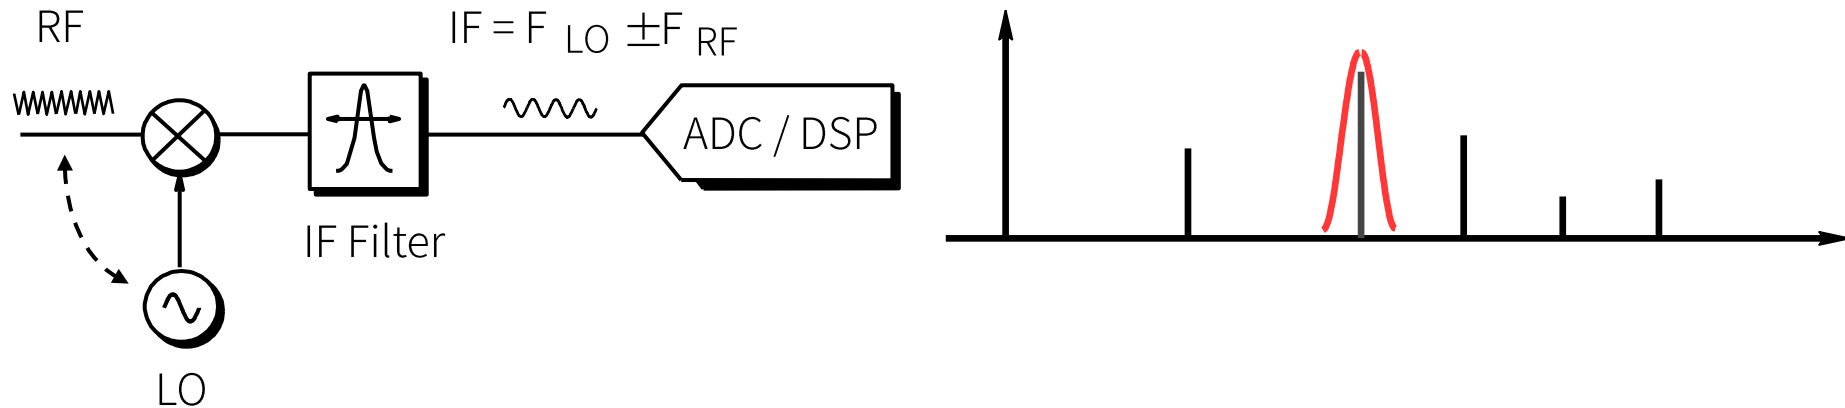 RF
IF = F LO ±F RF
ADC / DSP
IF Filter
LO